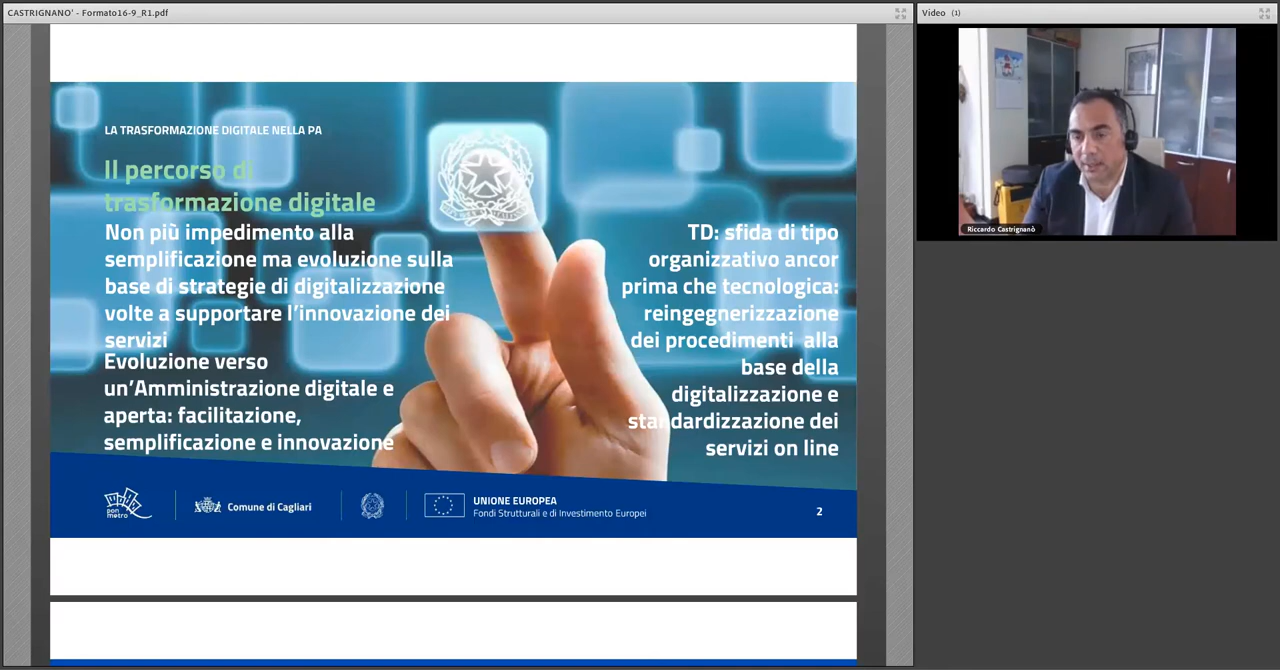 CASTRIGNANO' - Formato16-9_R1.pdf
Video (1)
Riccardo Castrignanò
LA TRASFORMAZIONE DIGITALE NELLA PA
Il percorso di
trasformazione digitale
Non più impedimento alla
semplificazione ma evoluzione sulla
base di strategie di digitalizzazione
volte a supportare l'innovazione dei
servizi
Evoluzione verso
un'Amministrazione digitale e
aperta: facilitazione,
semplificazione e innovazione
TD: sfida di tipo
organizzativo ancor
prima che tecnologica:
reingegnerizzazione
dei procedimenti alla
base della
digitalizzazione e
standardizzazione dei
servizi on line
pon
metro
Comune di Cagliari
UNIONE EUROPEA
Fondi Strutturali e di Investimento Europei
2